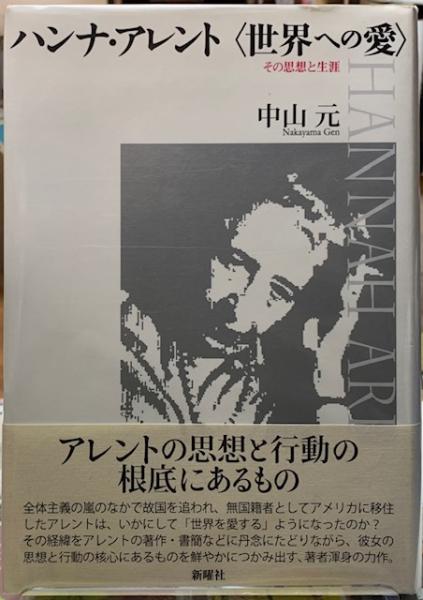 ハンナ・アレント〈世界への愛〉
その思想と生涯
中山 元
Nakayama Gen
HANNAH AR
アレントの思想と行動の
根底にあるもの
全体主義の嵐のなかで故国を追われ、無国籍者としてアメリカに移住
したアレントは、いかにして「世界を愛する」ようになったのか？
その経緯をアレントの著作・書簡などに丹念にたどりながら、彼女の
思想と行動の核心にあるものを鮮やかにつかみ出す、著者渾身の力作。
新曜社